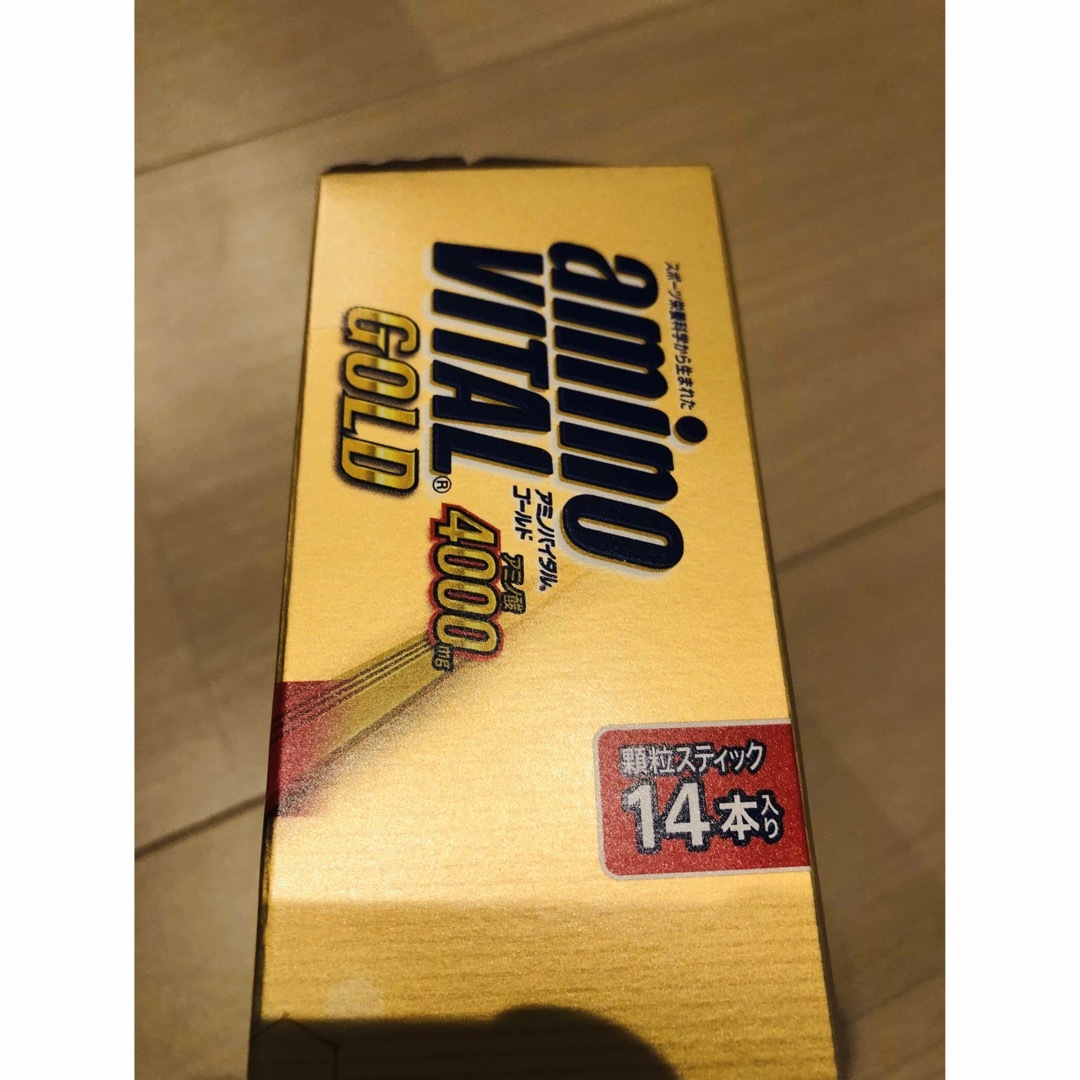 スポーツ栄養科学から生まれた
amino
VITAL®
アミノバイタル®
ゴールド
GOLD
アミノ酸
4000mg
顆粒スティック
14本入り